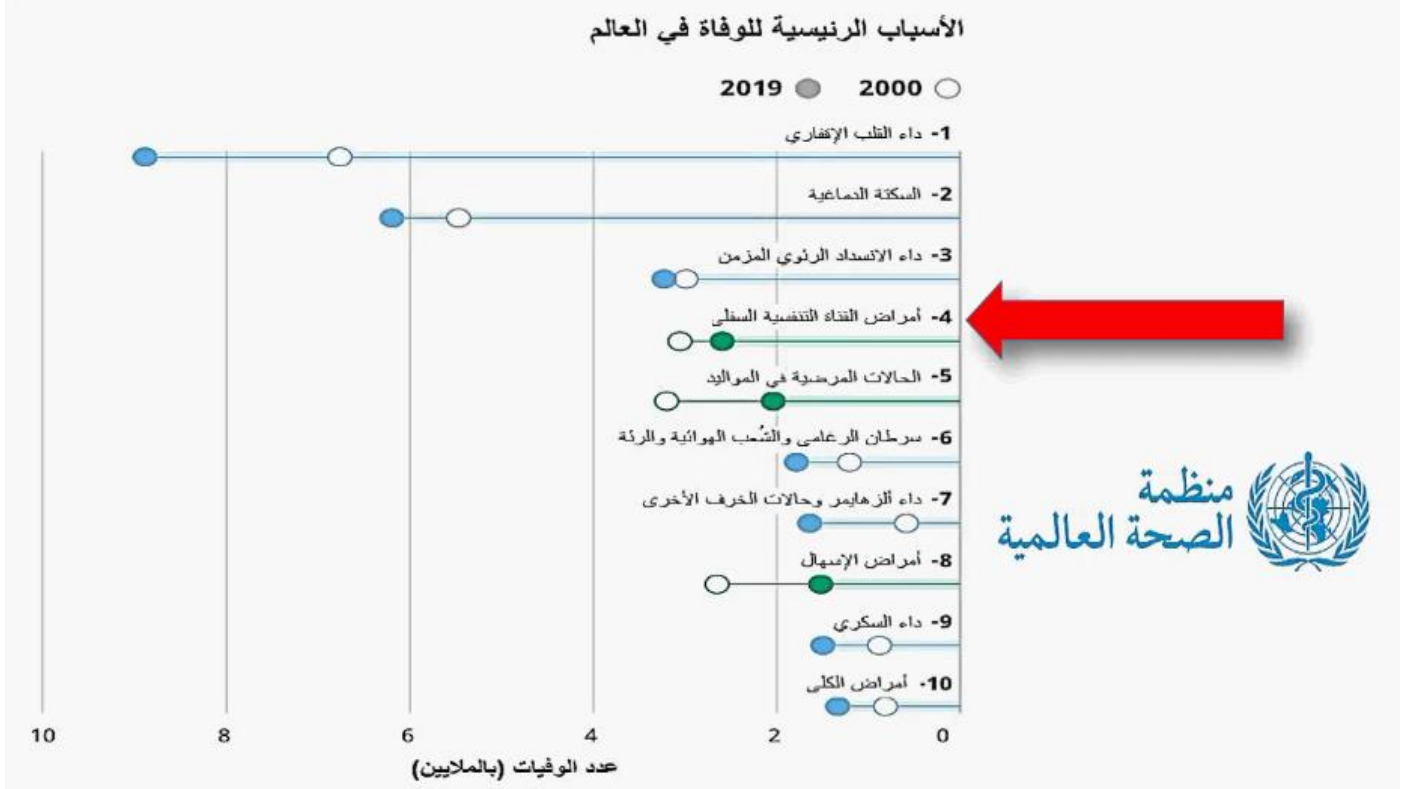 الأسباب الرئيسية للوفاة في العالم
2000 2019
1- داء القلب الإقفاري
2- السكتة الدماغية
3- داء الانسداد الرئوي المزمن
4- أمراض القناة التنفسية السفلى
5- الحالات المرضية في المواليد
6- سرطان الرغامى والشُعب الهوائية والرئة
7- داء ألزهايمر وحالات الخرف الأخرى
8- أمراض الإسهال
9- داء السكري
10- أمراض الكلى
10 8 6 4 2 0
عدد الوفيات (بالملايين)
منظمة
الصحة العالمية